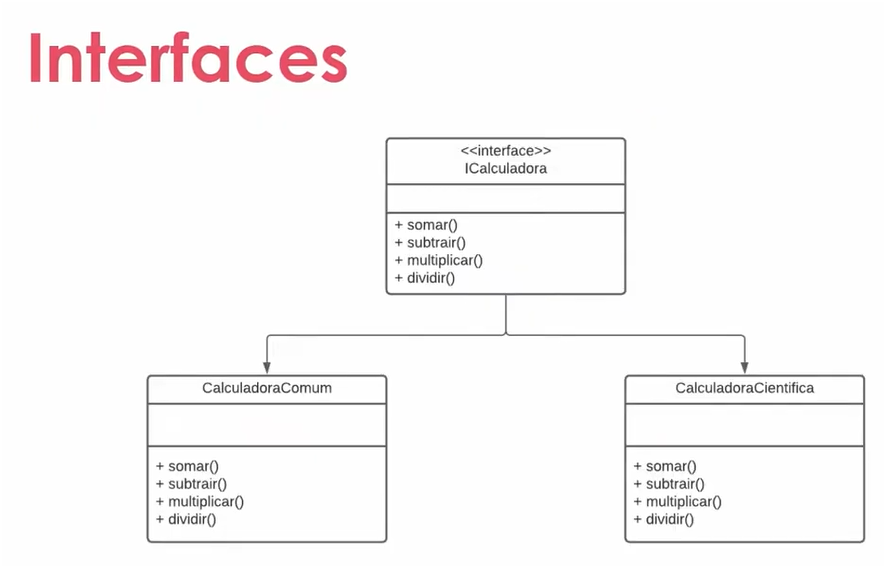 Interfaces
<<interface>>
ICalculadora
+ somar()
+ subtrair()
+ multiplicar()
+ dividir()
CalculadoraComum
+ somar()
+ subtrair()
+ multiplicar()
+ dividir()
CalculadoraCientifica
+ somar()
+ subtrair()
+ multiplicar()
+ dividir()